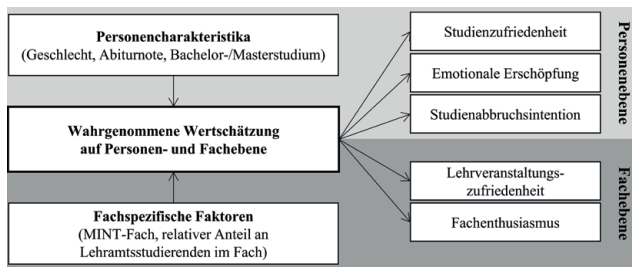 Personencharakteristika
(Geschlecht, Abiturnote, Bachelor-/Masterstudium)
Wahrgenommene Wertschätzung
auf Personen- und Fachebene
Fachspezifische Faktoren
(MINT-Fach, relativer Anteil an
Lehramtsstudierenden im Fach)
Studienzufriedenheit
Emotionale Erschöpfung
Studienabbruchsintention
Personenebene
Lehrveranstaltungs-
zufriedenheit
Fachenthusiasmus
Fachebene